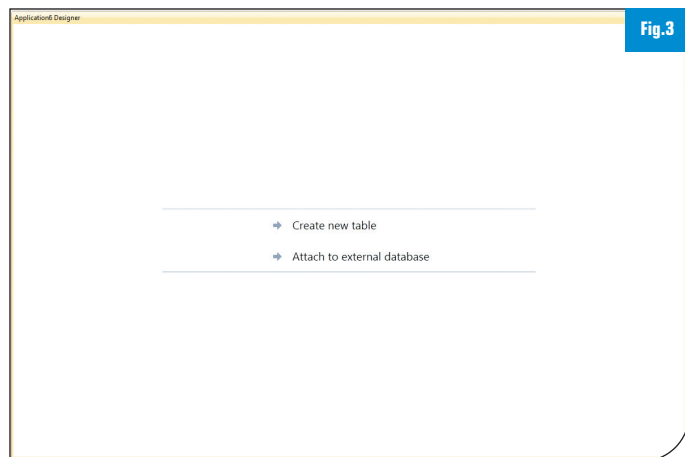 Application6 Designer
Fig.3
Create new table
Attach to external database